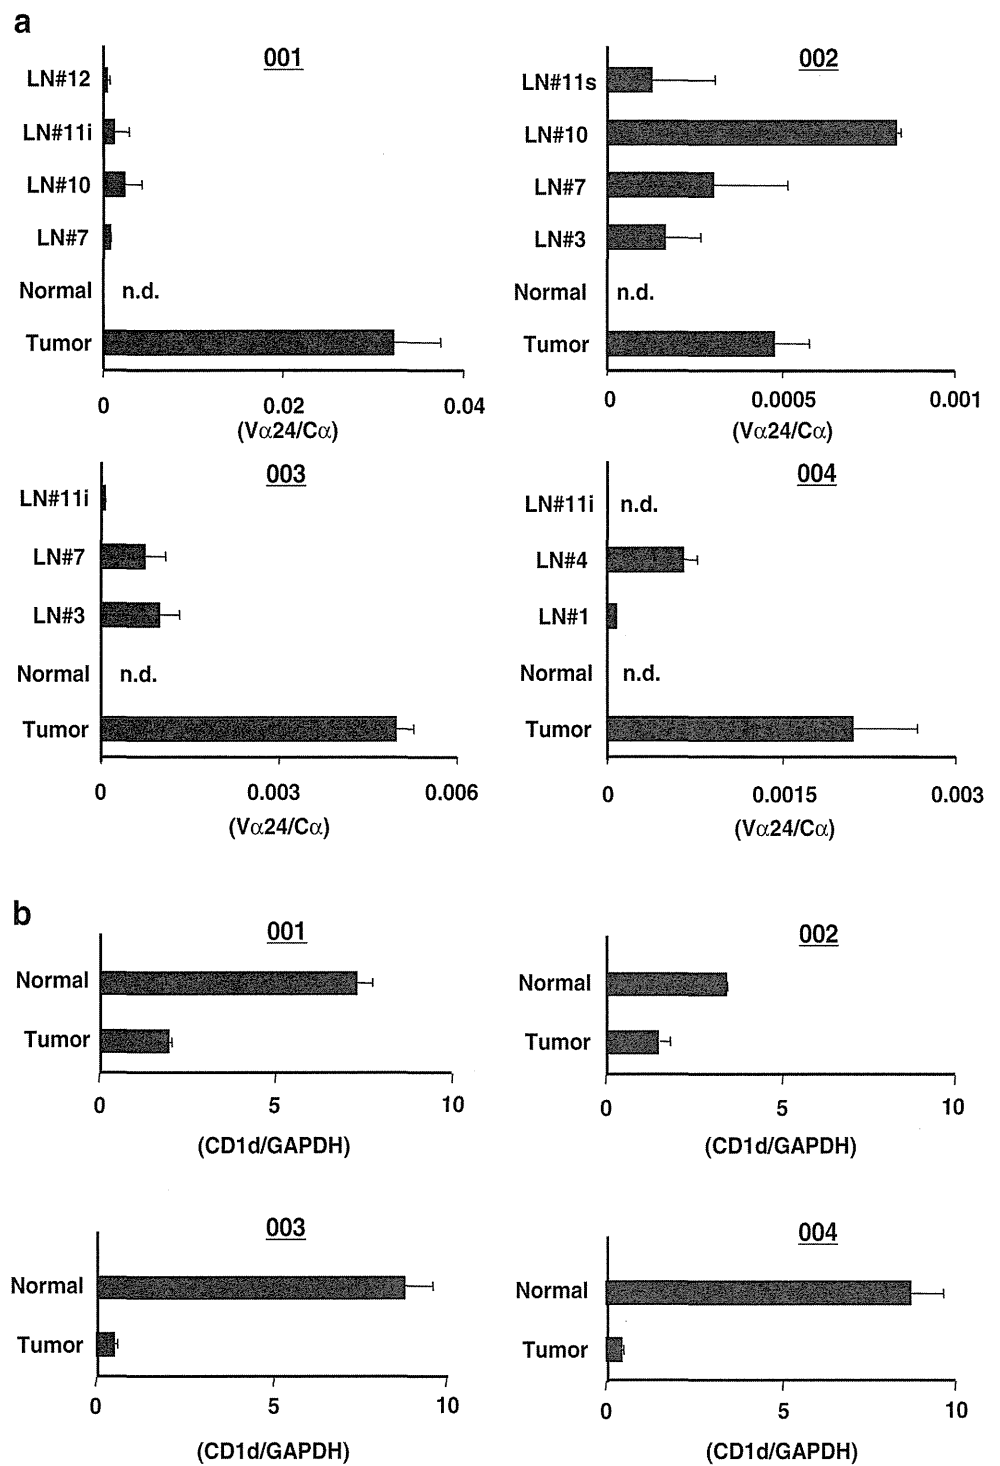 a
001
LN#12
LN#11i
LN#10
LN#7
Normal n.d.
Tumor
0 0.02 0.04
(Vα24/Cα)
002
LN#11s
LN#10
LN#7
LN#3
Normal n.d.
Tumor
0 0.0005 0.001
(Vα24/Cα)
003
LN#11i
LN#7
LN#3
Normal n.d.
Tumor
0 0.003 0.006
(Vα24/Cα)
004
LN#11i n.d.
LN#4
LN#1
Normal n.d.
Tumor
0 0.0015 0.003
(Vα24/Cα)
b
001
Normal
Tumor
0 5 10
(CD1d/GAPDH)
002
Normal
Tumor
0 5 10
(CD1d/GAPDH)
003
Normal
Tumor
0 5 10
(CD1d/GAPDH)
004
Normal
Tumor
0 5 10
(CD1d/GAPDH)